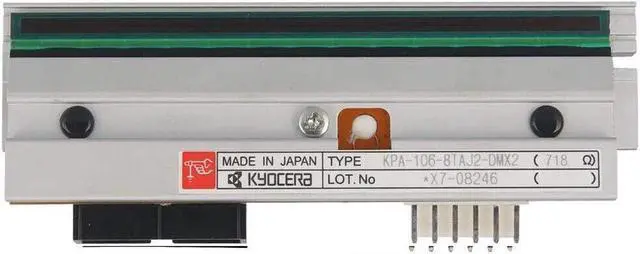 MADE IN JAPAN TYPE KPA-106-8TAJ2-DMX2 ( 718 Ω)
KYOCERA LOT.No *X7-08246 ( )